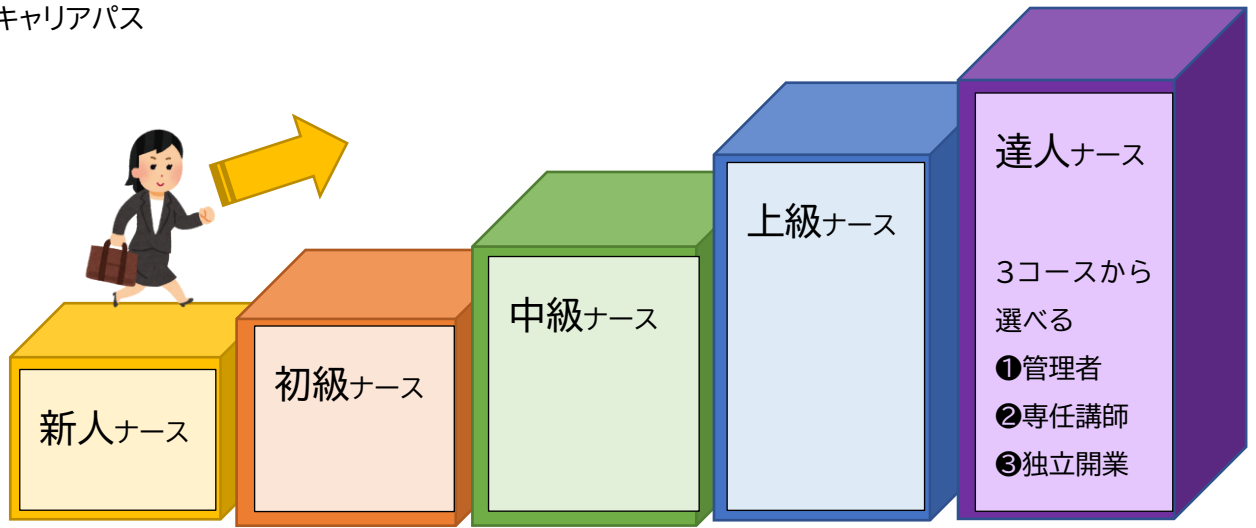 キャリアパス
新人ナース
初級ナース
中級ナース
上級ナース
達人ナース
3コースから
選べる
❶管理者
❷専任講師
❸独立開業